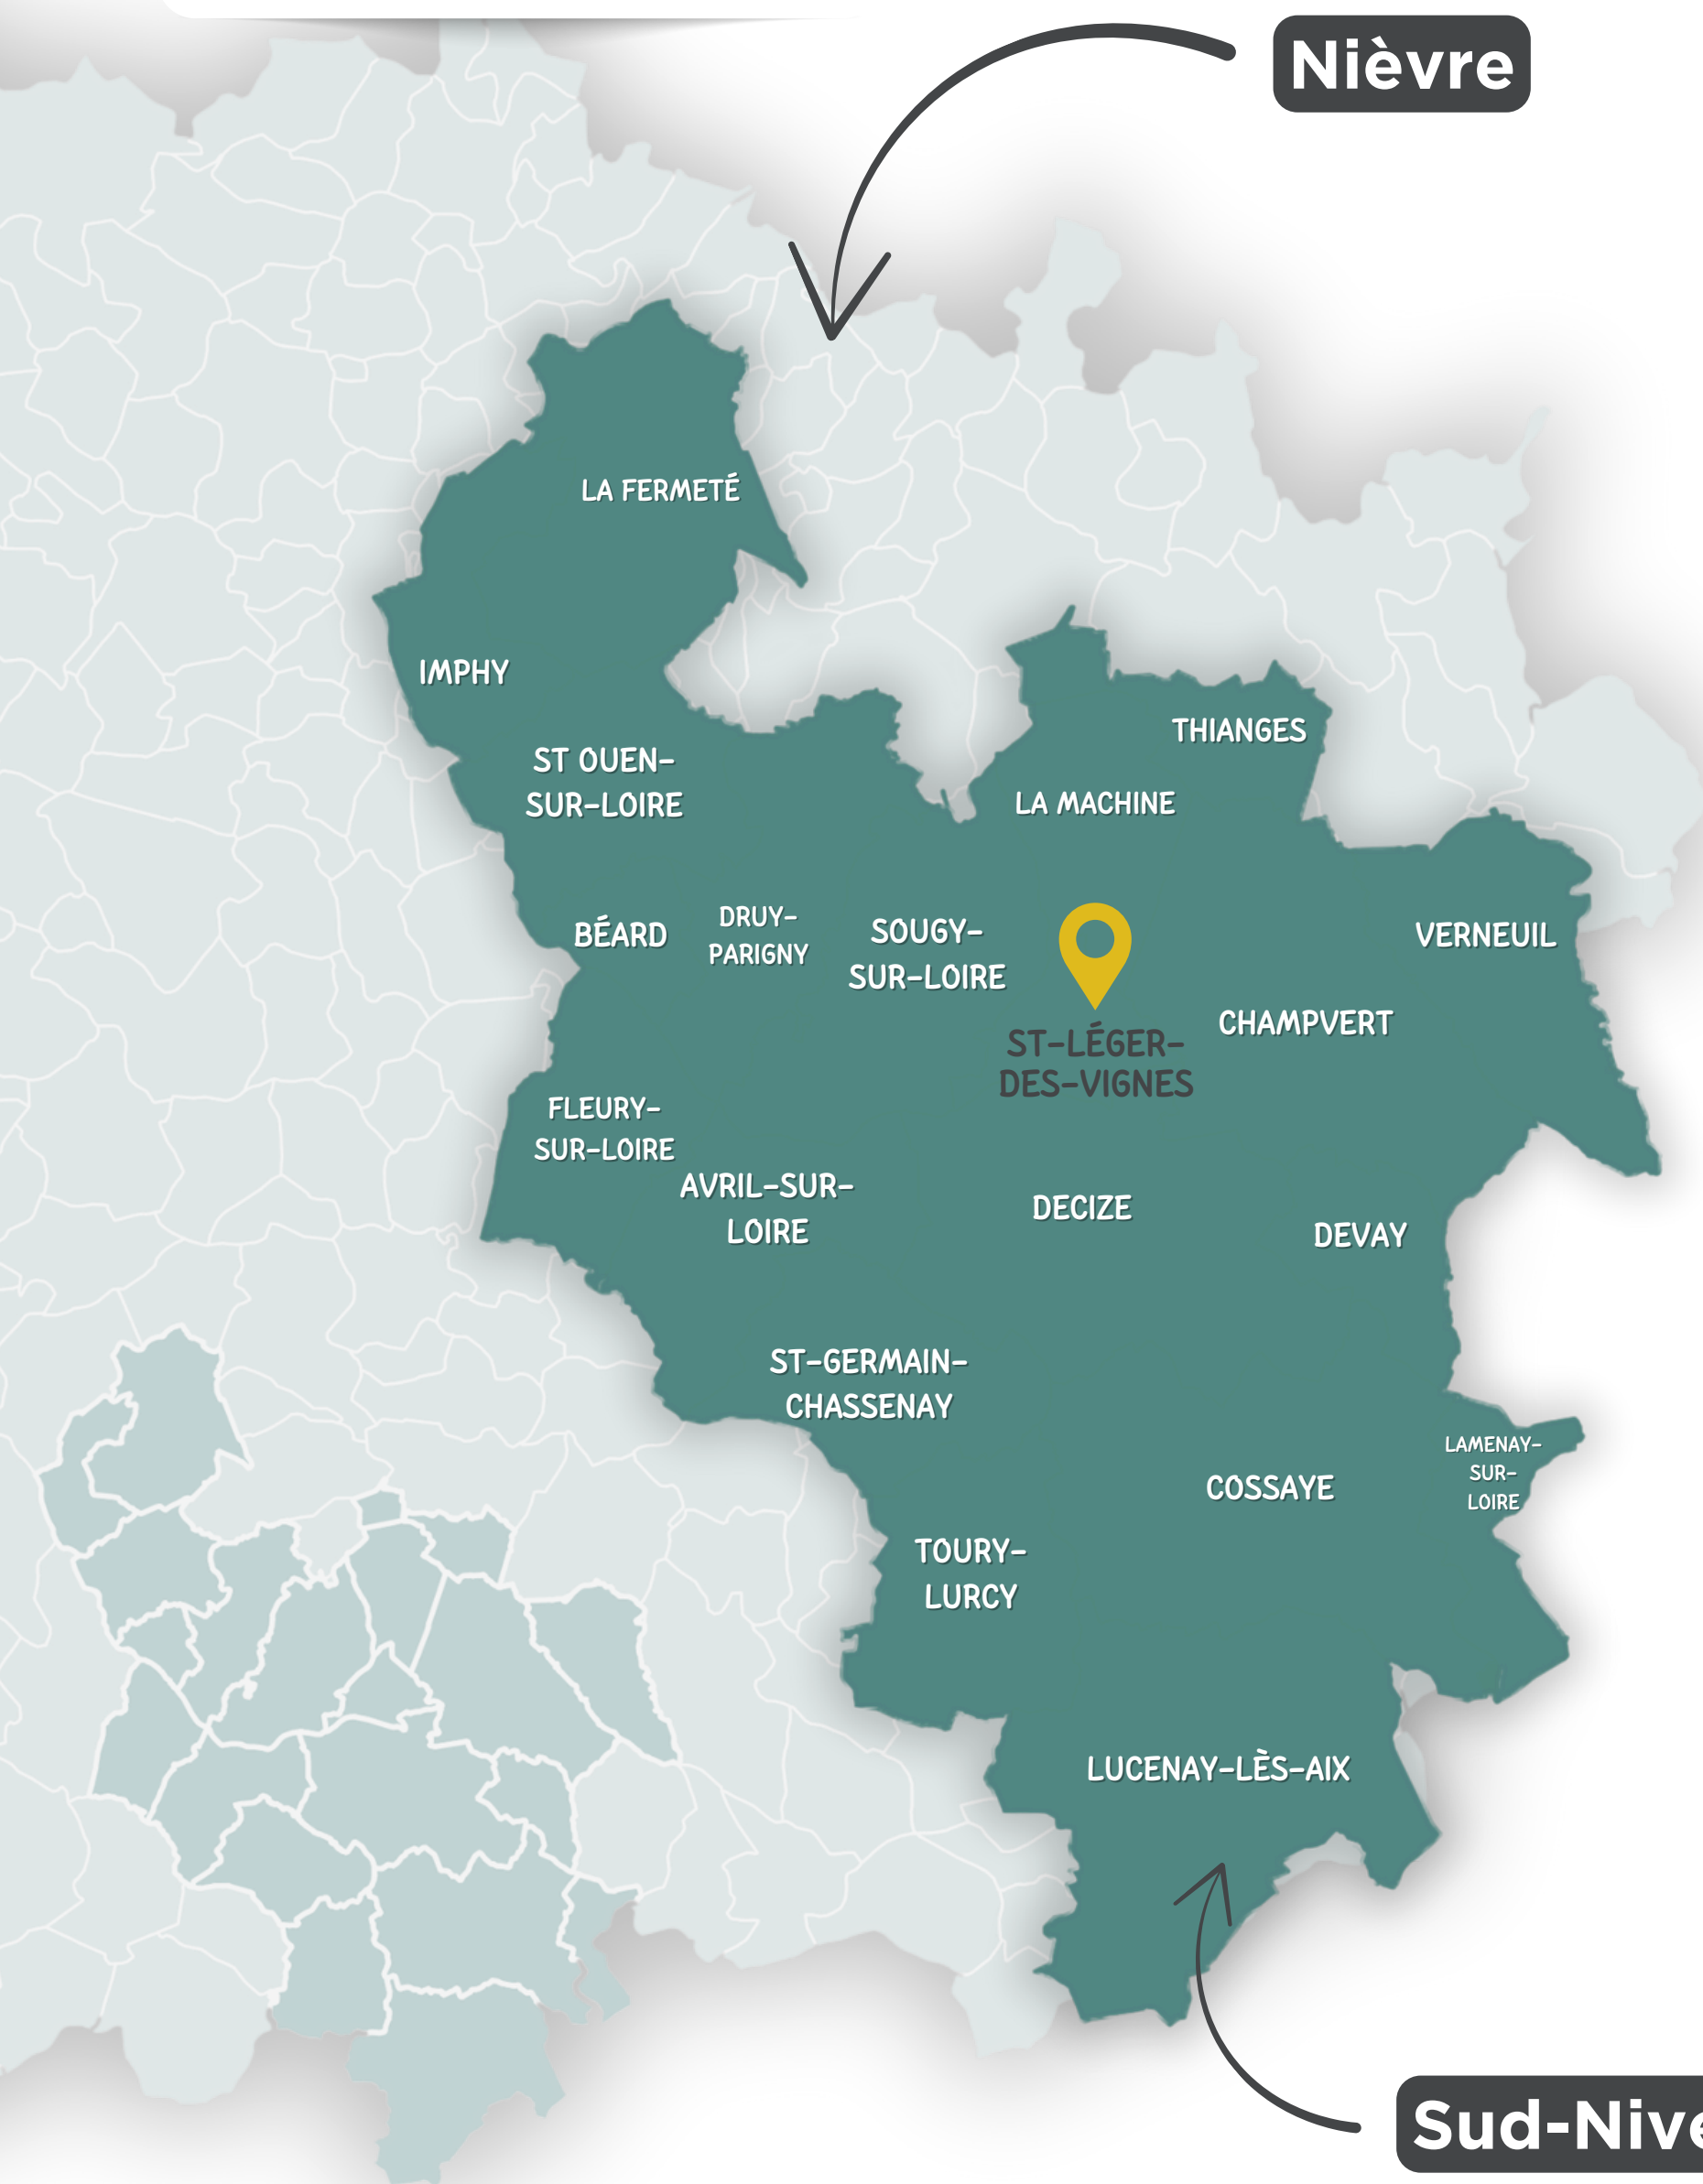 Nièvre
LA FERMETÉ
IMPHY
THIANGES
ST OUEN-
SUR-LOIRE
LA MACHINE
BÉARD
DRUY-
PARIGNY
SOUGY-
SUR-LOIRE
VERNEUIL
CHAMPVERT
ST-LÉGER-
DES-VIGNES
FLEURY-
SUR-LOIRE
AVRIL-SUR-
LOIRE
DECIZE
DEVAY
ST-GERMAIN-
CHASSENAY
LAMENAY-
SUR-
LOIRE
COSSAYE
TOURY-
LURCY
LUCENAY-LÈS-AIX
Sud-Nive